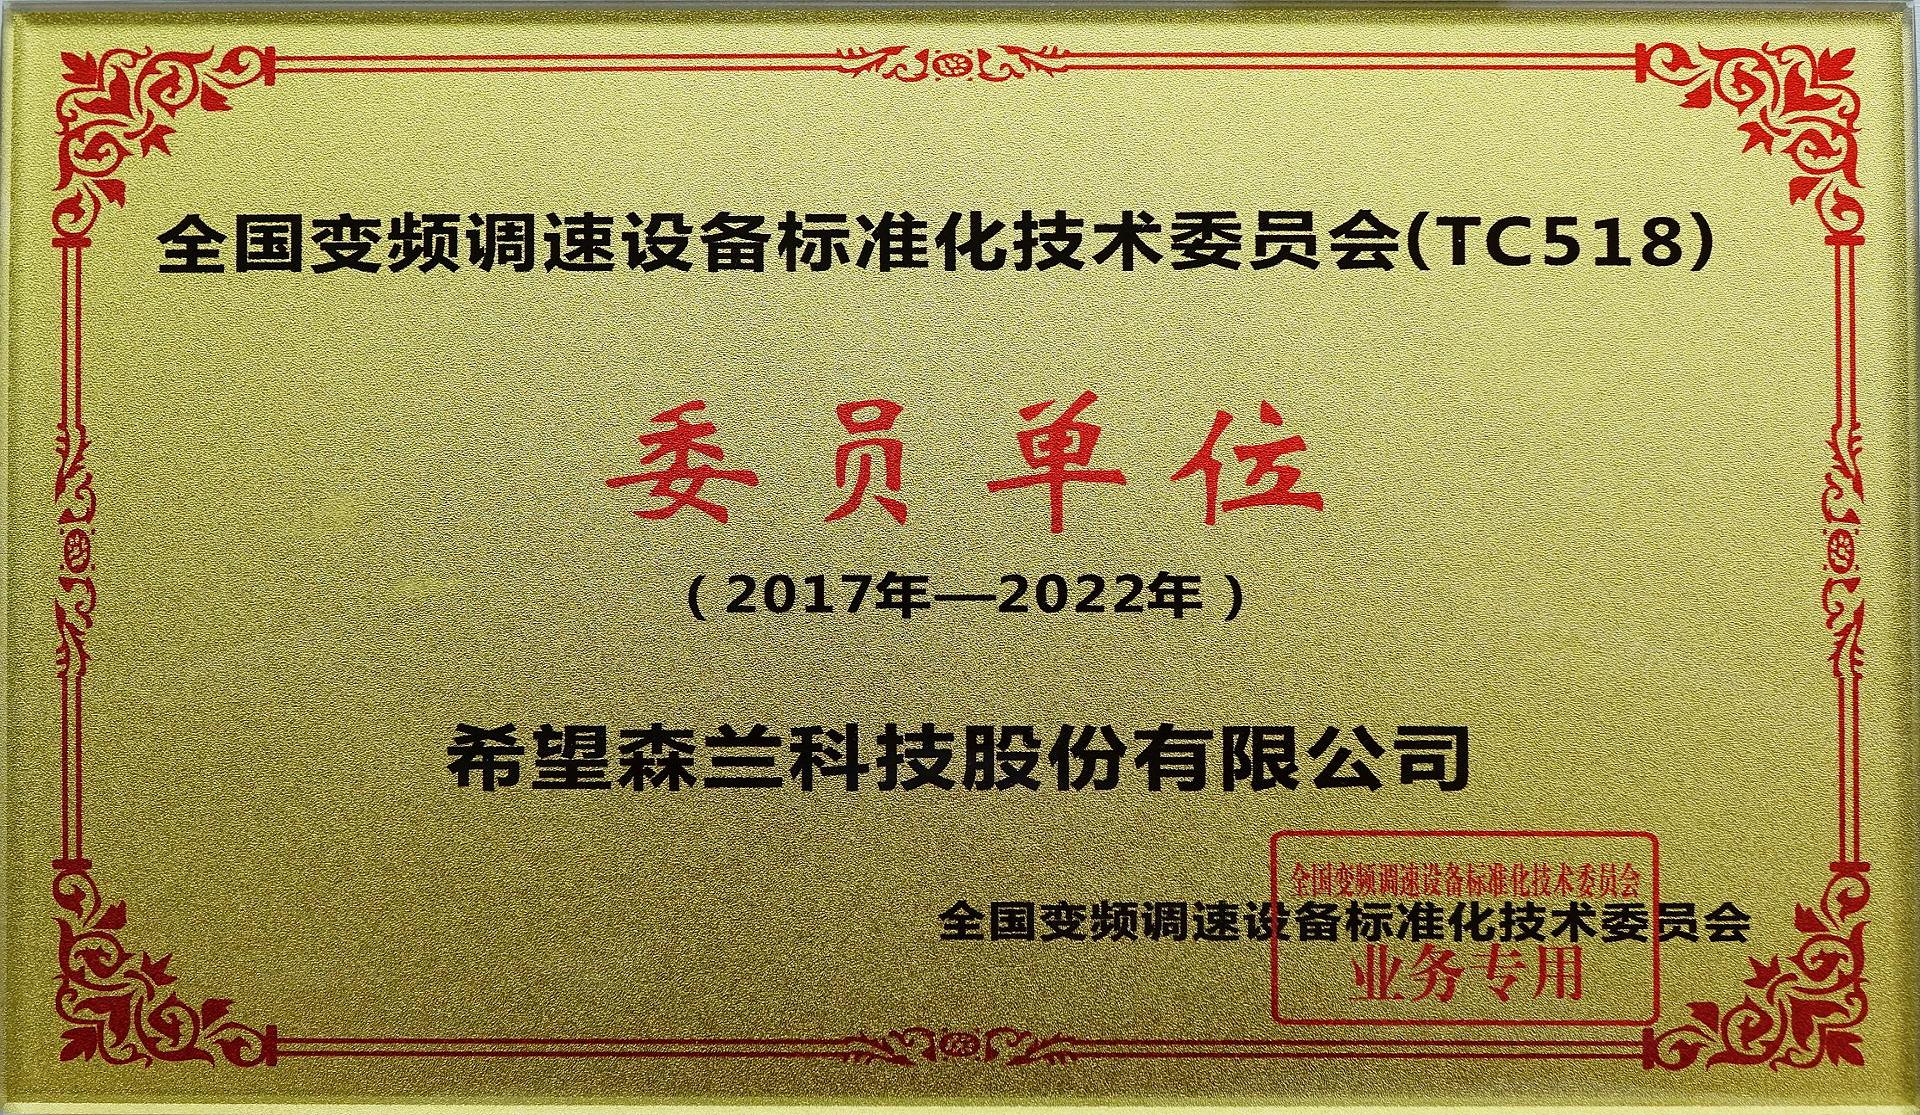 全国变频调速设备标准化技术委员会(TC518)
委员单位
（2017年—2022年）
希望森兰科技股份有限公司
全国变频调速设备标准化技术委员会
全国变频调速设备标准化技术委员会
业务专用